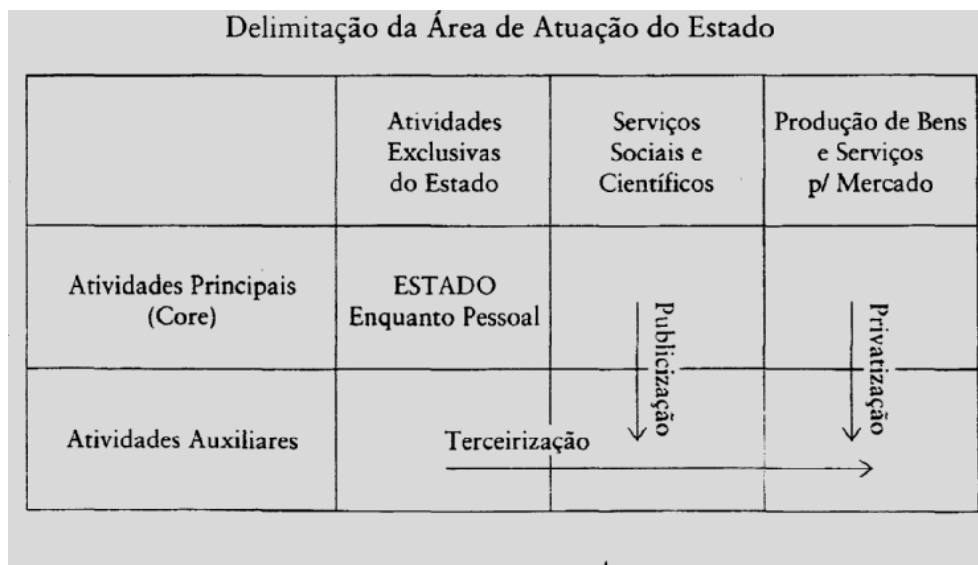 Delimitação da Área de Atuação do Estado
Atividades
Exclusivas
do Estado
Serviços
Sociais e
Científicos
Produção de Bens
e Serviços
p/ Mercado
Atividades Principais
(Core)
ESTADO
Enquanto Pessoal
Publicização
Privatização
Atividades Auxiliares
Terceirização